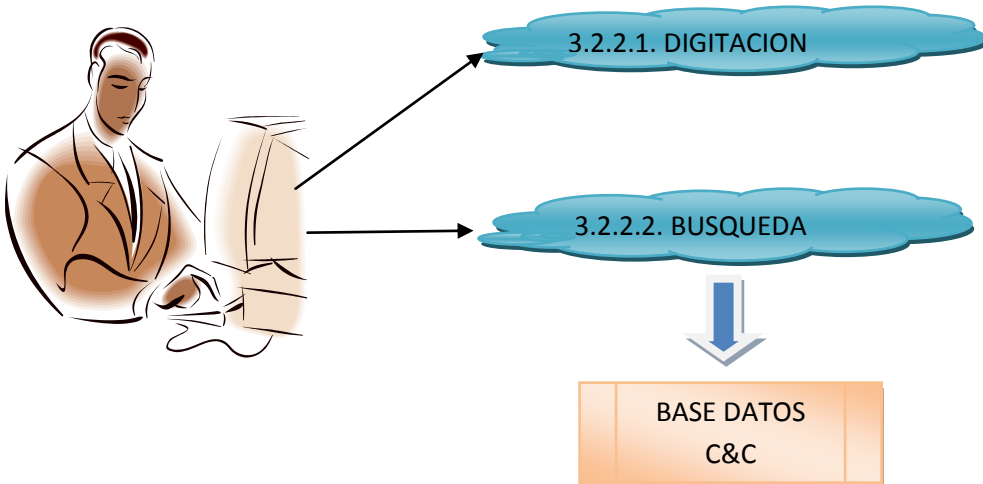 3.2.2.1. DIGITACION
3.2.2.2. BUSQUEDA
BASE DATOS
C&C